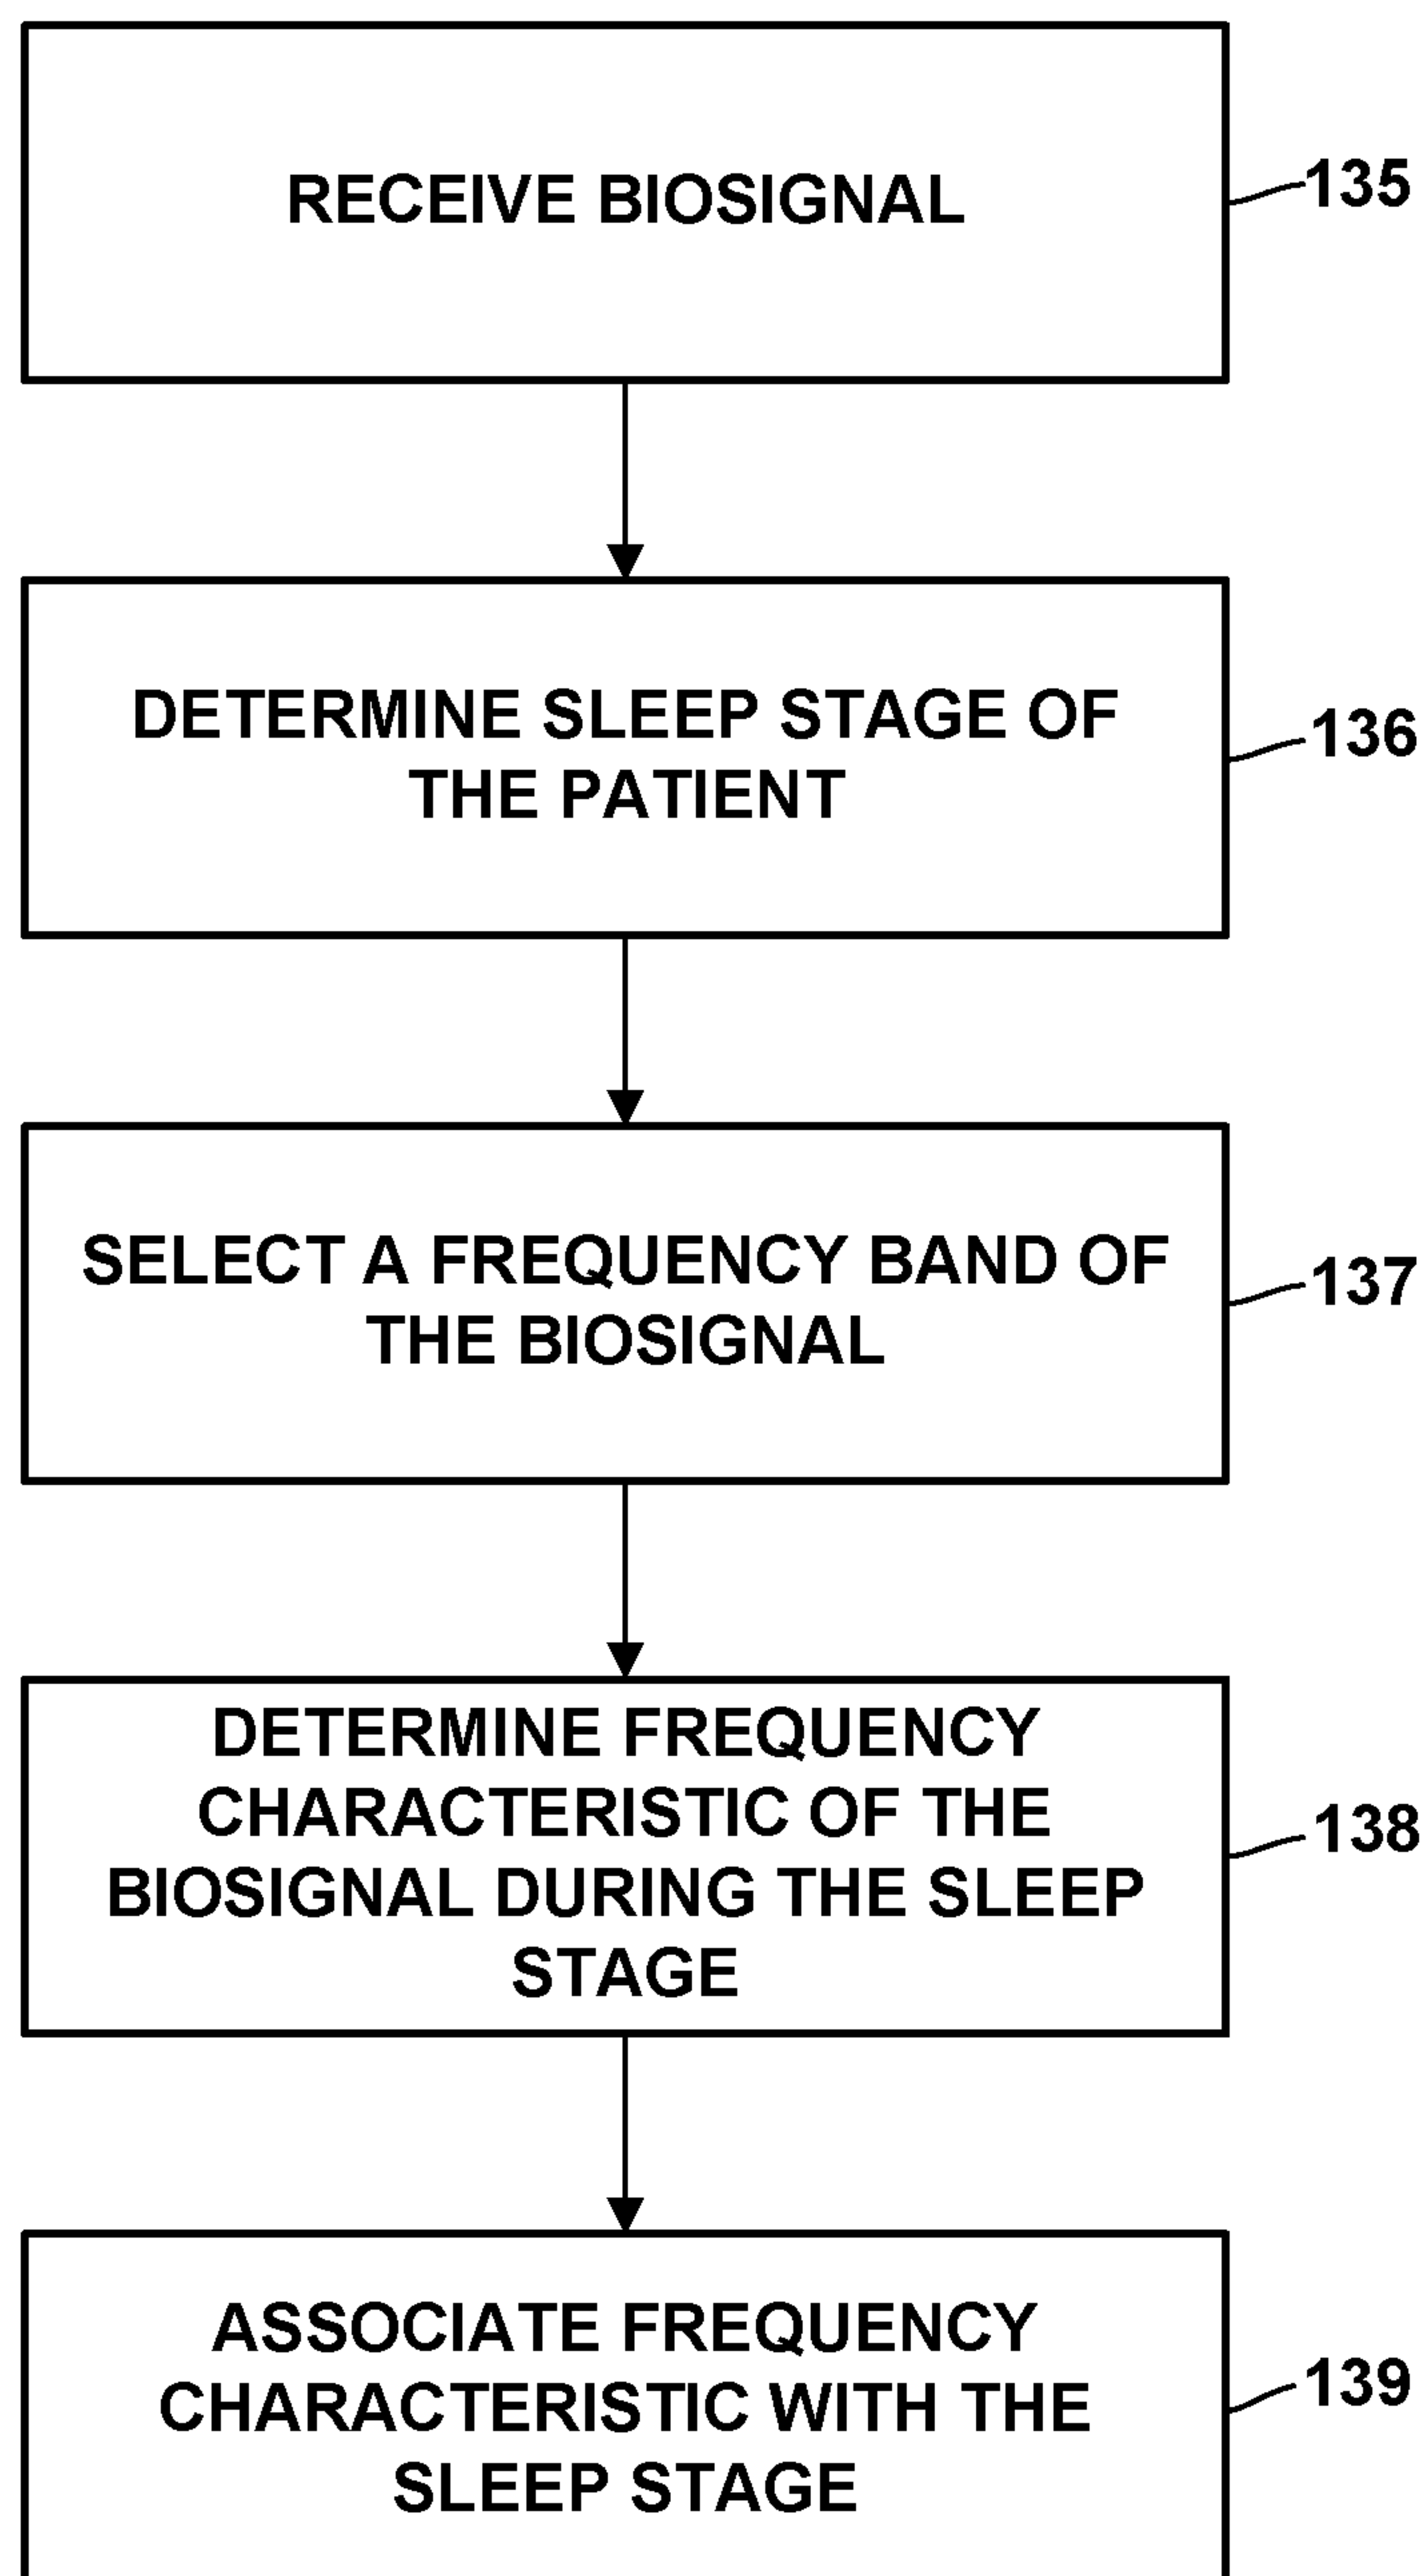 RECEIVE BIOSIGNAL
135
DETERMINE SLEEP STAGE OF
THE PATIENT
136
SELECT A FREQUENCY BAND OF
THE BIOSIGNAL
137
DETERMINE FREQUENCY
CHARACTERISTIC OF THE
BIOSIGNAL DURING THE SLEEP
STAGE
138
ASSOCIATE FREQUENCY
CHARACTERISTIC WITH THE
SLEEP STAGE
139